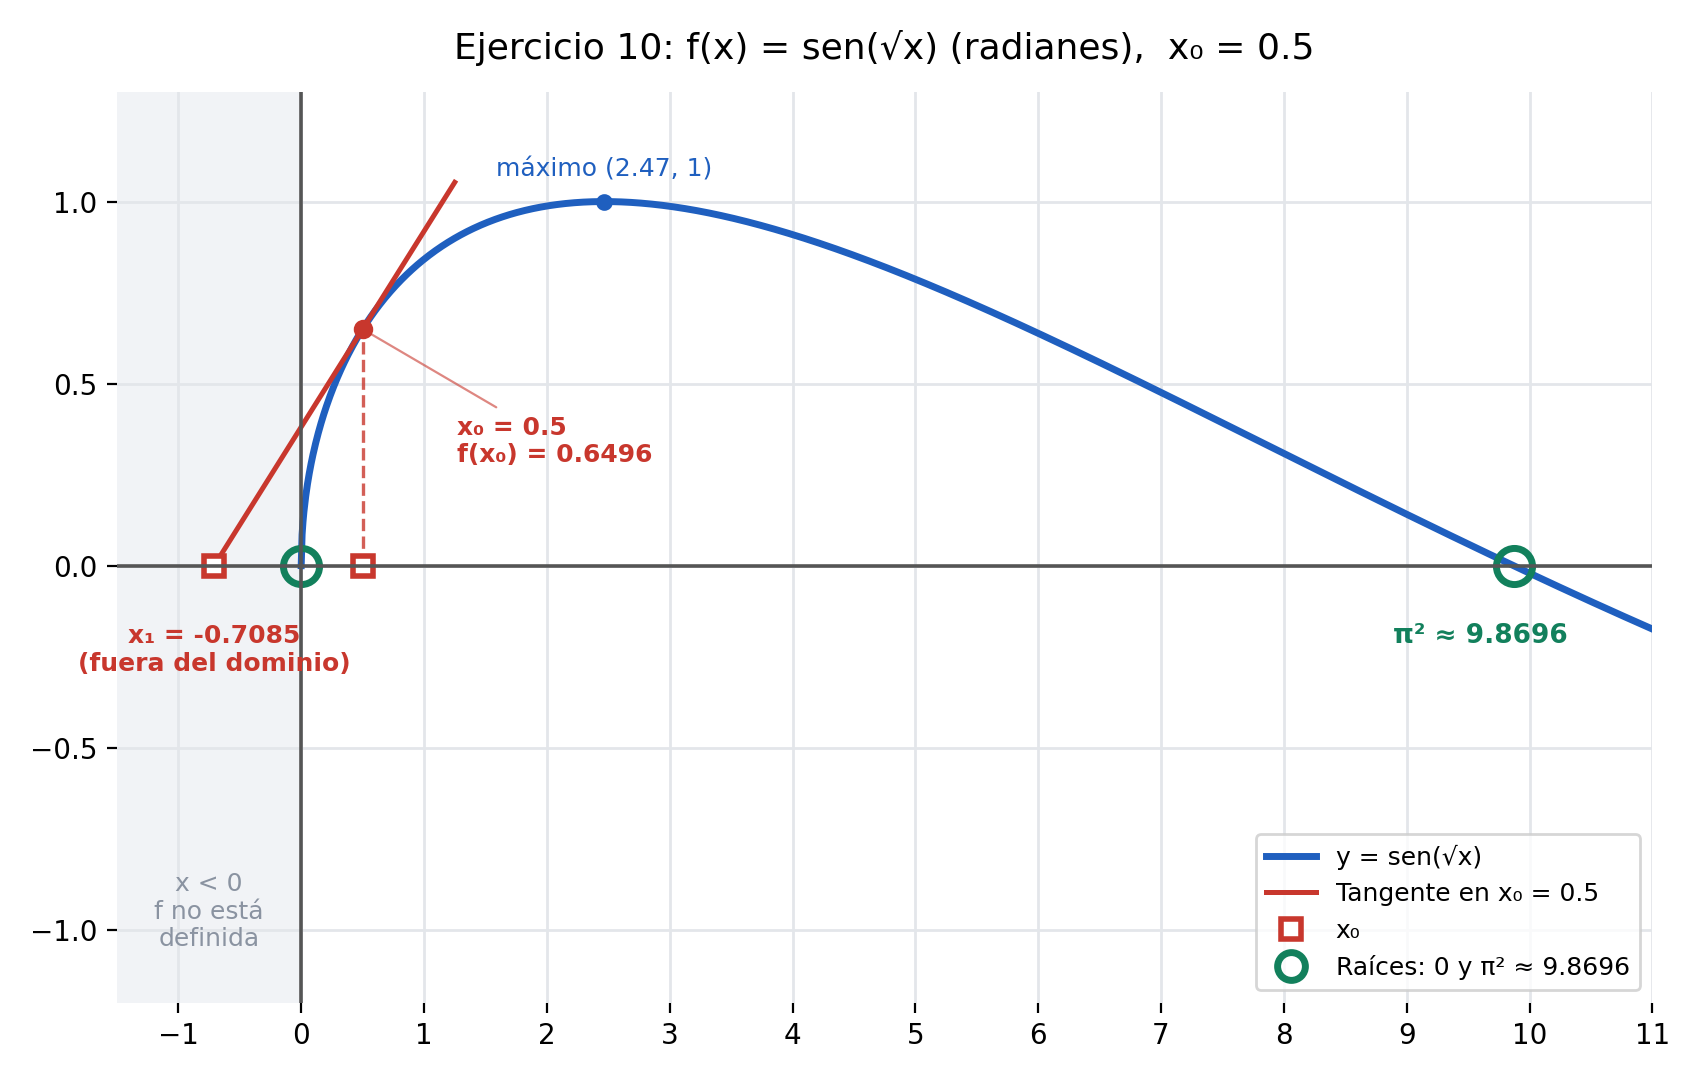 Ejercicio 10: f(x) = sen(√x) (radianes),  x₀ = 0.5
máximo (2.47, 1)
1.0
0.5
x₀ = 0.5
f(x₀) = 0.6496
0.0
x₁ = -0.7085
(fuera del dominio)
π² ≈ 9.8696
−0.5
x < 0
f no está
definida
−1.0
y = sen(√x)
Tangente en x₀ = 0.5
x₀
Raíces: 0 y π² ≈ 9.8696
−1 0 1 2 3 4 5 6 7 8 9 10 11